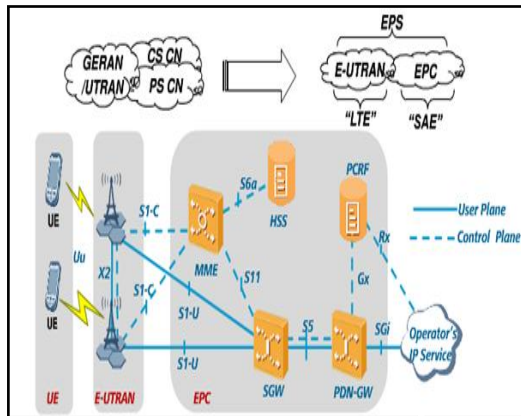 EPS
GERAN
/UTRAN
CS CN
PS CN
E-UTRAN
EPC
"LTE"
"SAE"
UE
Uu
UE
X2
S1-C
S1-C
S1-U
S1-U
MME
S6a
HSS
S11
SGW
S5
PCRF
Gx
Rx
PDN-GW
SGi
Operator's
IP Service
User Plane
Control Plane
UE
E-UTRAN
EPC